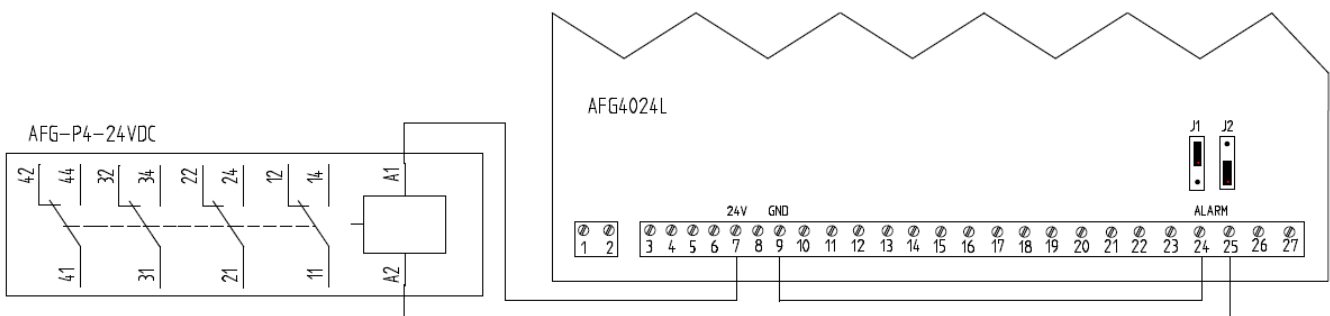 AFG4024L
AFG-P4-24VDC
J1 J2
42 44 32 34 22 24 12 14 A1
24V GND ALARM
1 2 3 4 5 6 7 8 9 10 11 12 13 14 15 16 17 18 19 20 21 22 23 24 25 26 27
41 31 21 11 A2